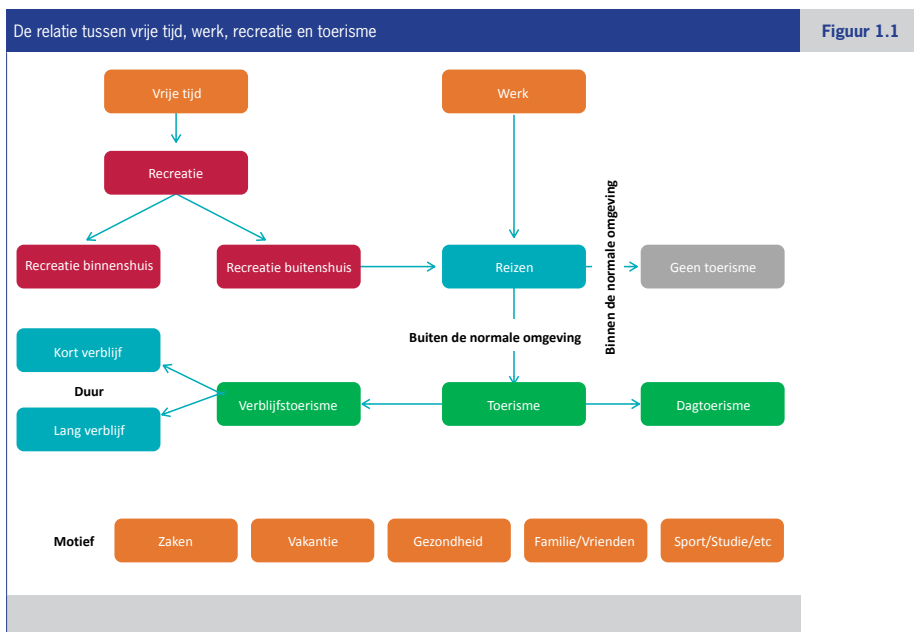 De relatie tussen vrije tijd, werk, recreatie en toerisme
Figuur 1.1
Vrije tijd
Werk
Recreatie
Recreatie binnenshuis
Recreatie buitenshuis
Reizen
Binnen de normale omgeving
Geen toerisme
Buiten de normale omgeving
Kort verblijf
Duur
Lang verblijf
Verblijfstoerisme
Toerisme
Dagtoerisme
Motief
Zaken
Vakantie
Gezondheid
Familie/Vrienden
Sport/Studie/etc